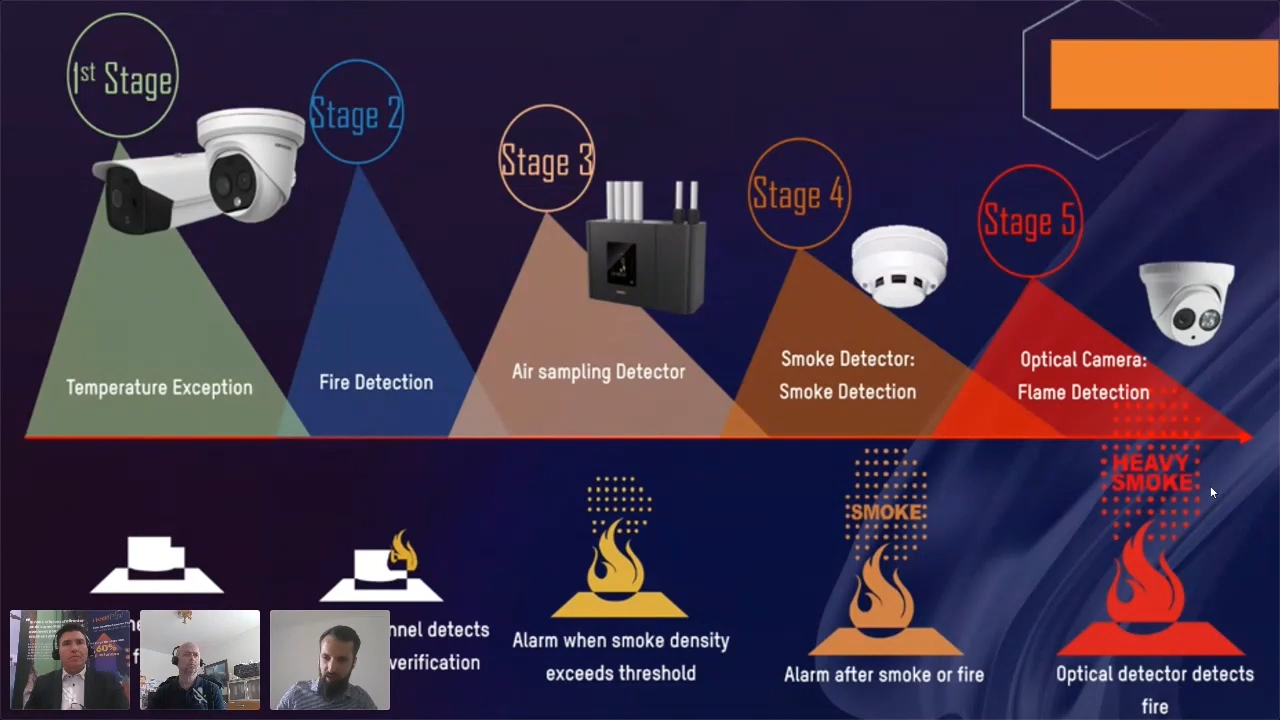 1st Stage
Stage 2
Stage 3
Stage 4
Stage 5
Temperature Exception
Fire Detection
Air sampling Detector
Smoke Detector:
Smoke Detection
Optical Camera:
Flame Detection
SMOKE
HEAVY
SMOKE
detects
verification
Alarm when smoke density
exceeds threshold
Alarm after smoke or fire
Optical detector detects
fire
60%